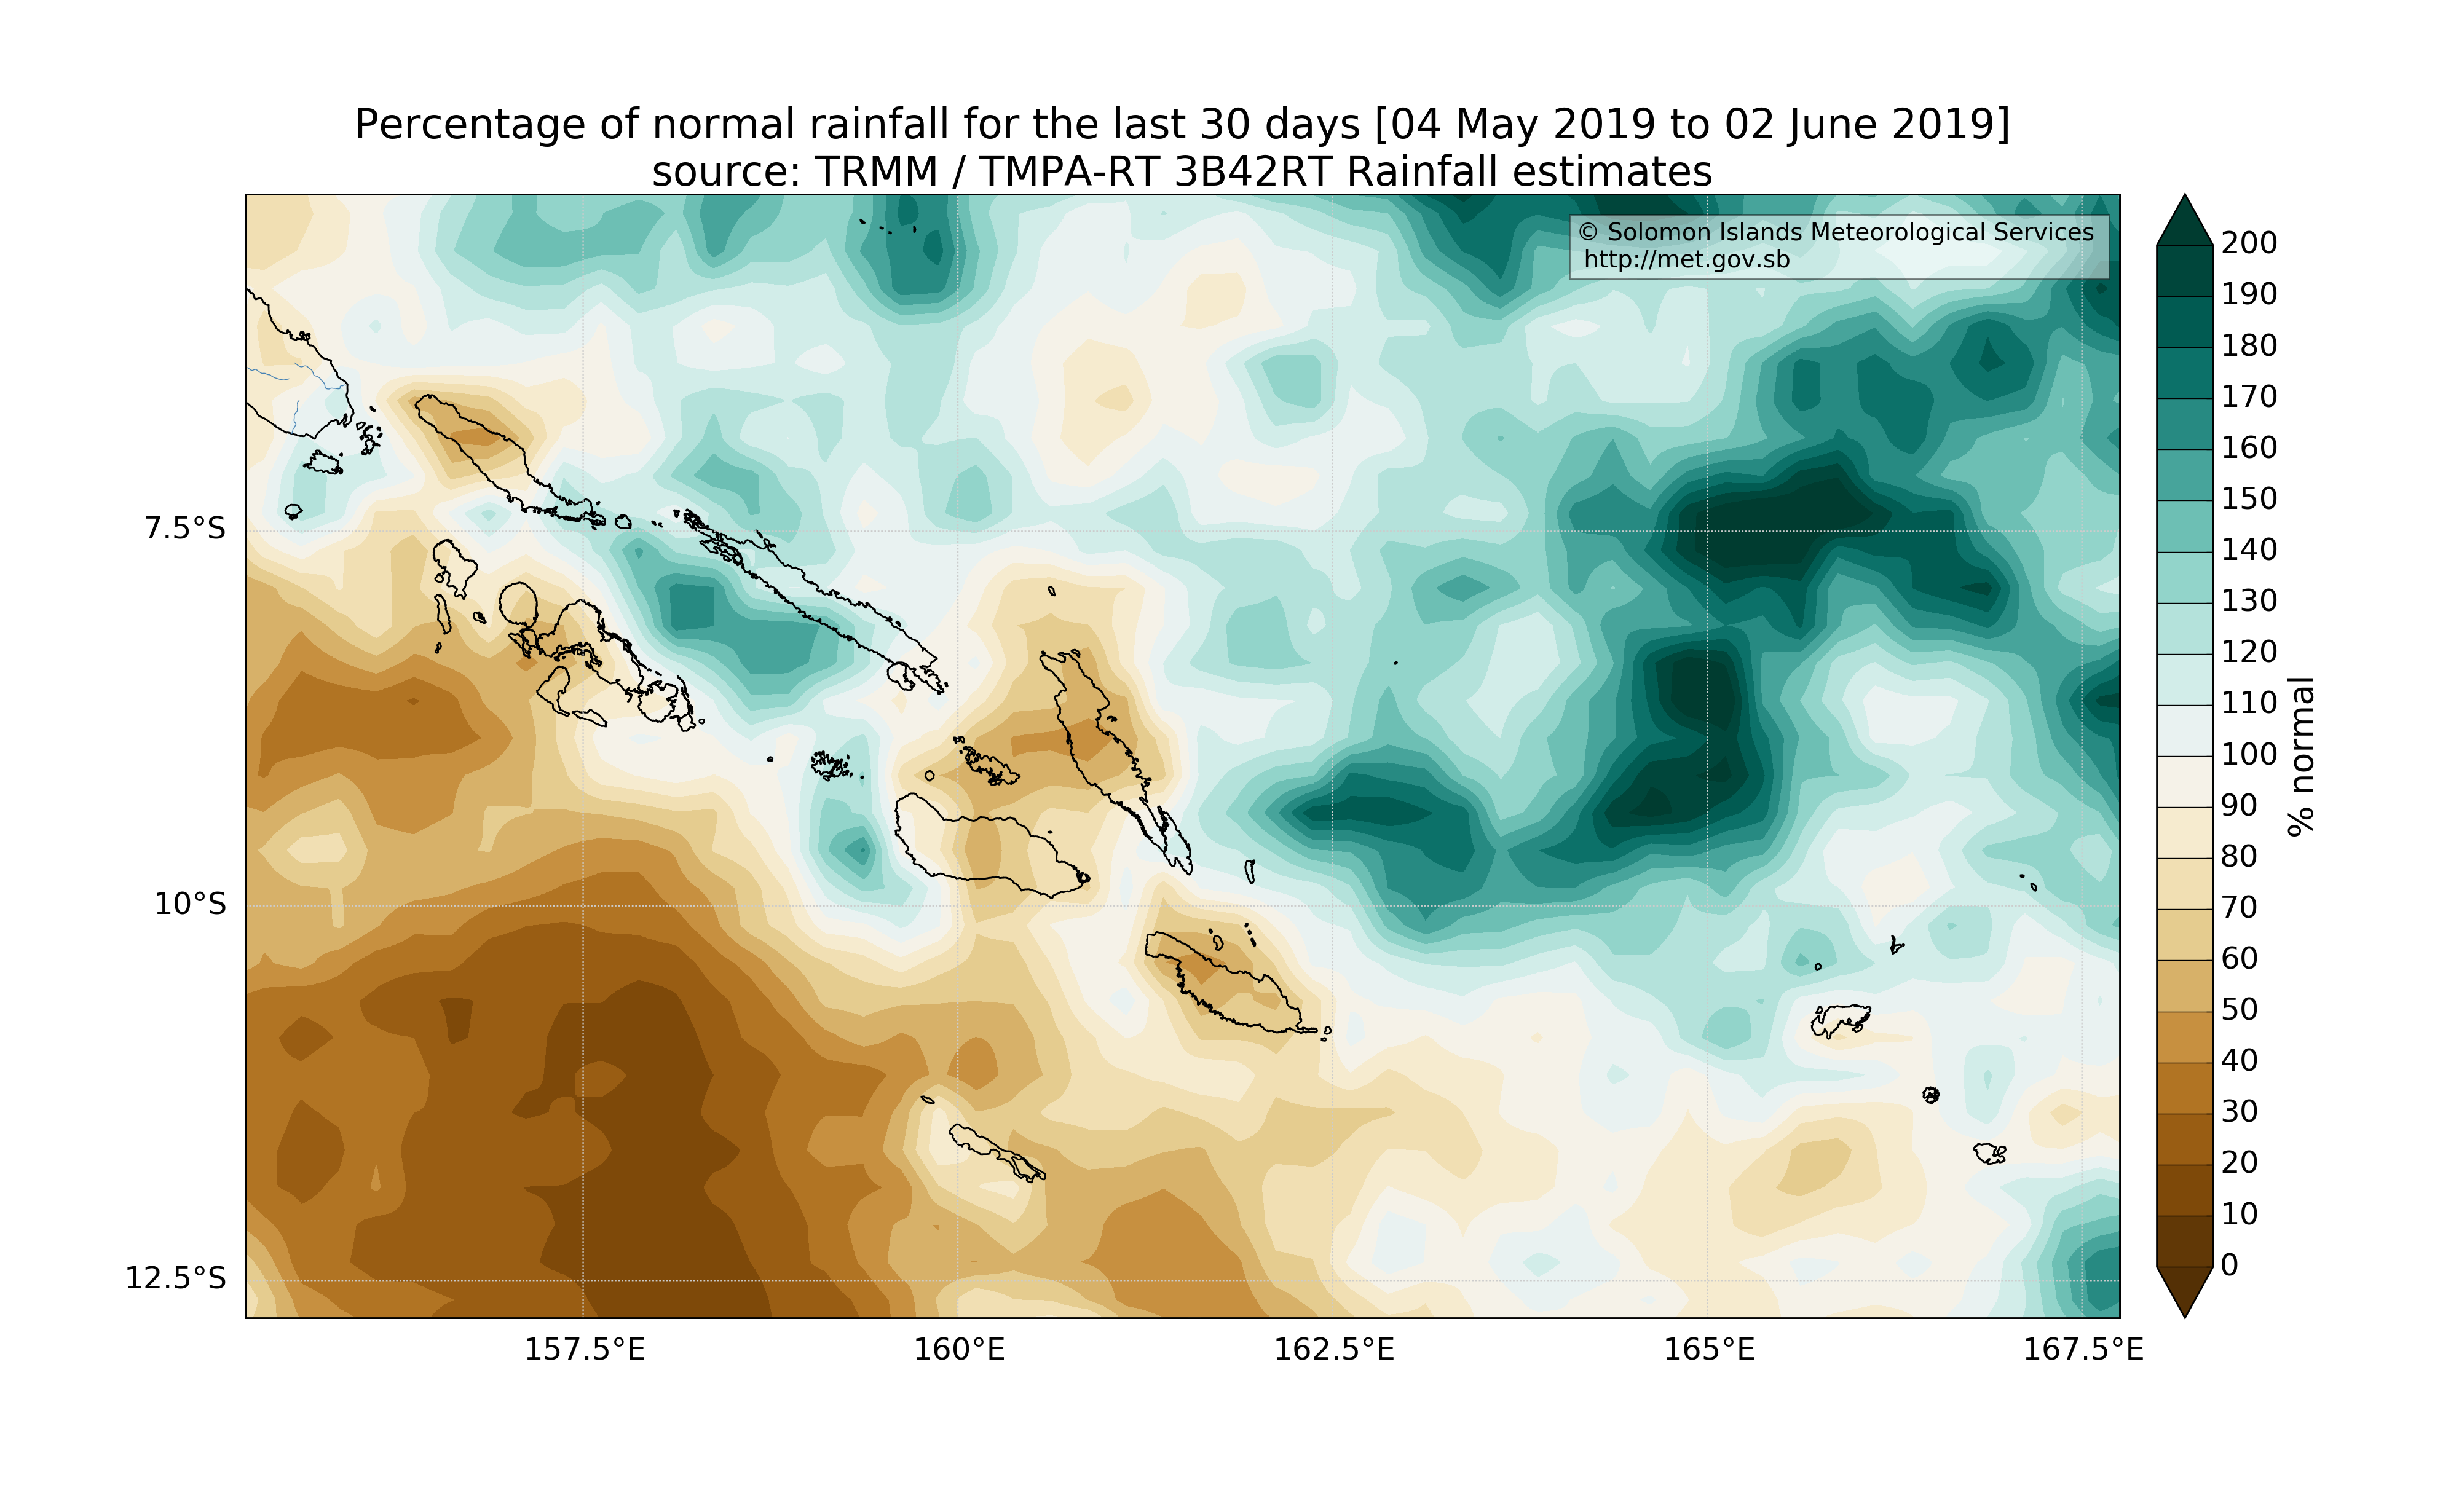 Percentage of normal rainfall for the last 30 days [04 May 2019 to 02 June 2019]
source: TRMM / TMPA-RT 3B42RT Rainfall estimates
© Solomon Islands Meteorological Services
http://met.gov.sb
7.5°S
10°S
12.5°S
157.5°E
160°E
162.5°E
165°E
167.5°E
200
190
180
170
160
150
140
130
120
110
100
90
80
70
60
50
40
30
20
10
0
% normal